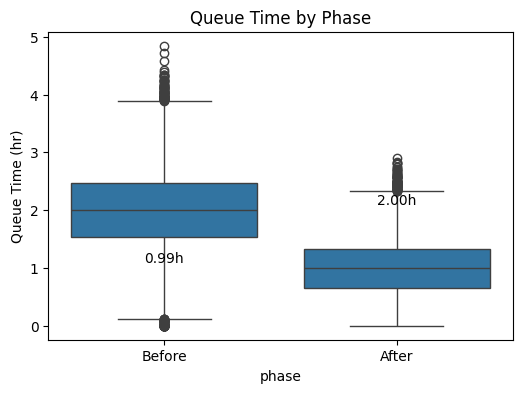 Queue Time by Phase
Queue Time (hr)
5
4
3
2
1
0
2.00h
0.99h
Before
After
phase